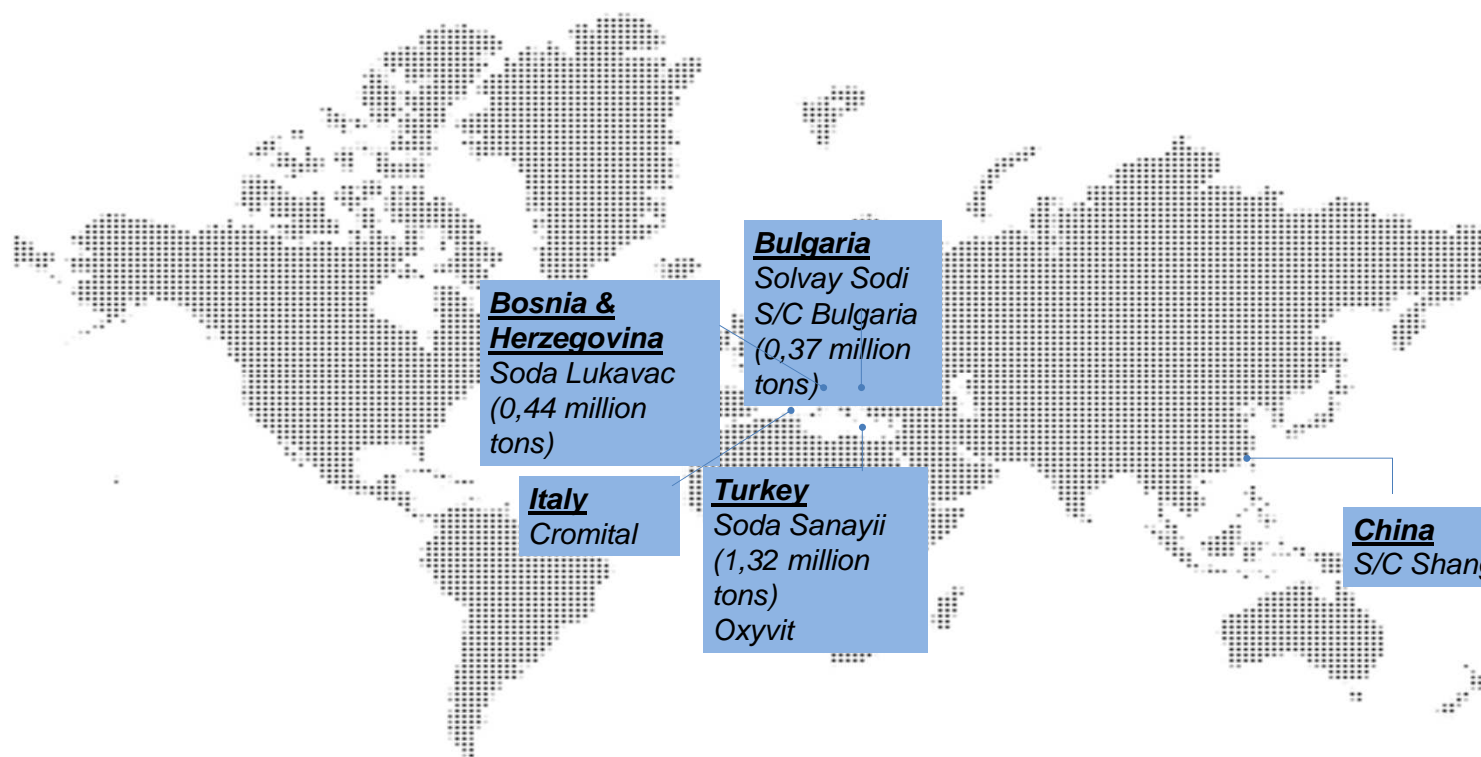 Bulgaria
Solvay Sodi
S/C Bulgaria
(0,37 million
tons)
Bosnia &
Herzegovina
Soda Lukavac
(0,44 million
tons)
Italy
Cromital
Turkey
Soda Sanayii
(1,32 million
tons)
Oxyvit
China
S/C